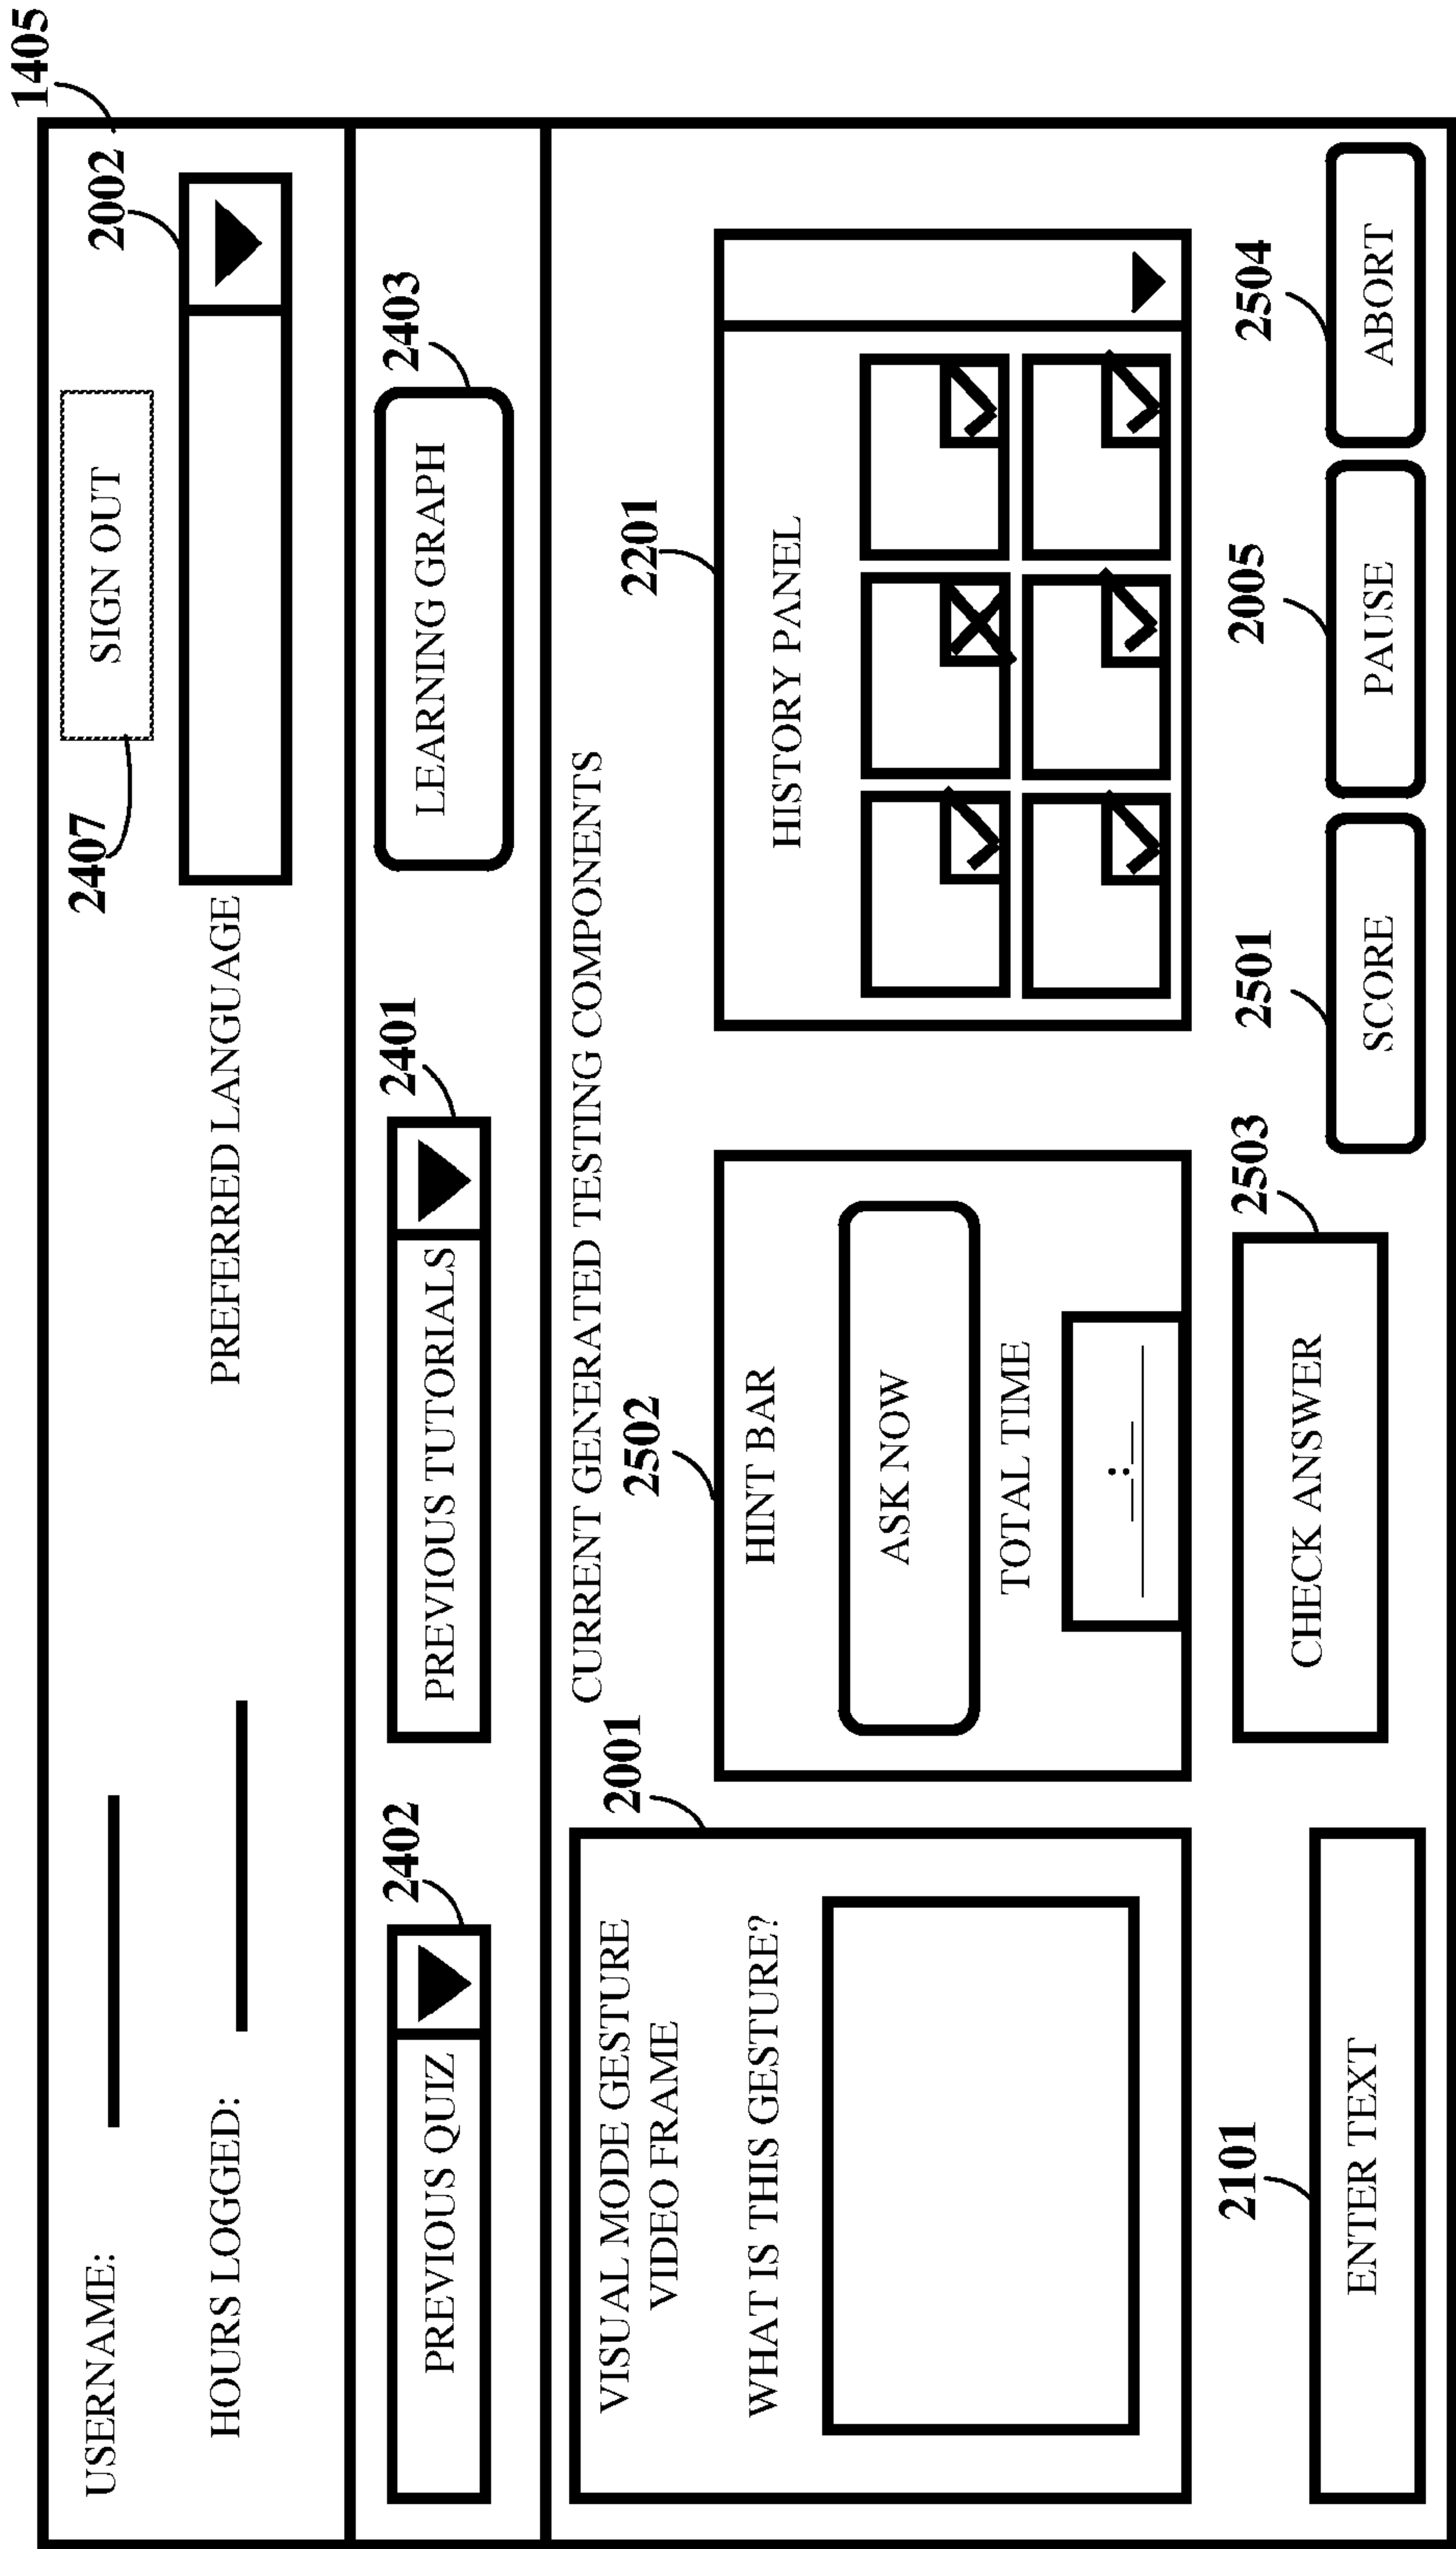 1405
USERNAME:
2407
SIGN OUT
2002
HOURS LOGGED:
PREFERRED LANGUAGE
2402
2401
2403
PREVIOUS QUIZ
PREVIOUS TUTORIALS
LEARNING GRAPH
CURRENT GENERATED TESTING COMPONENTS
2001
VISUAL MODE GESTURE
VIDEO FRAME
WHAT IS THIS GESTURE?
2502
HINT BAR
ASK NOW
TOTAL TIME
__:__
2201
HISTORY PANEL
2101
ENTER TEXT
2503
CHECK ANSWER
2501
SCORE
2005
PAUSE
2504
ABORT